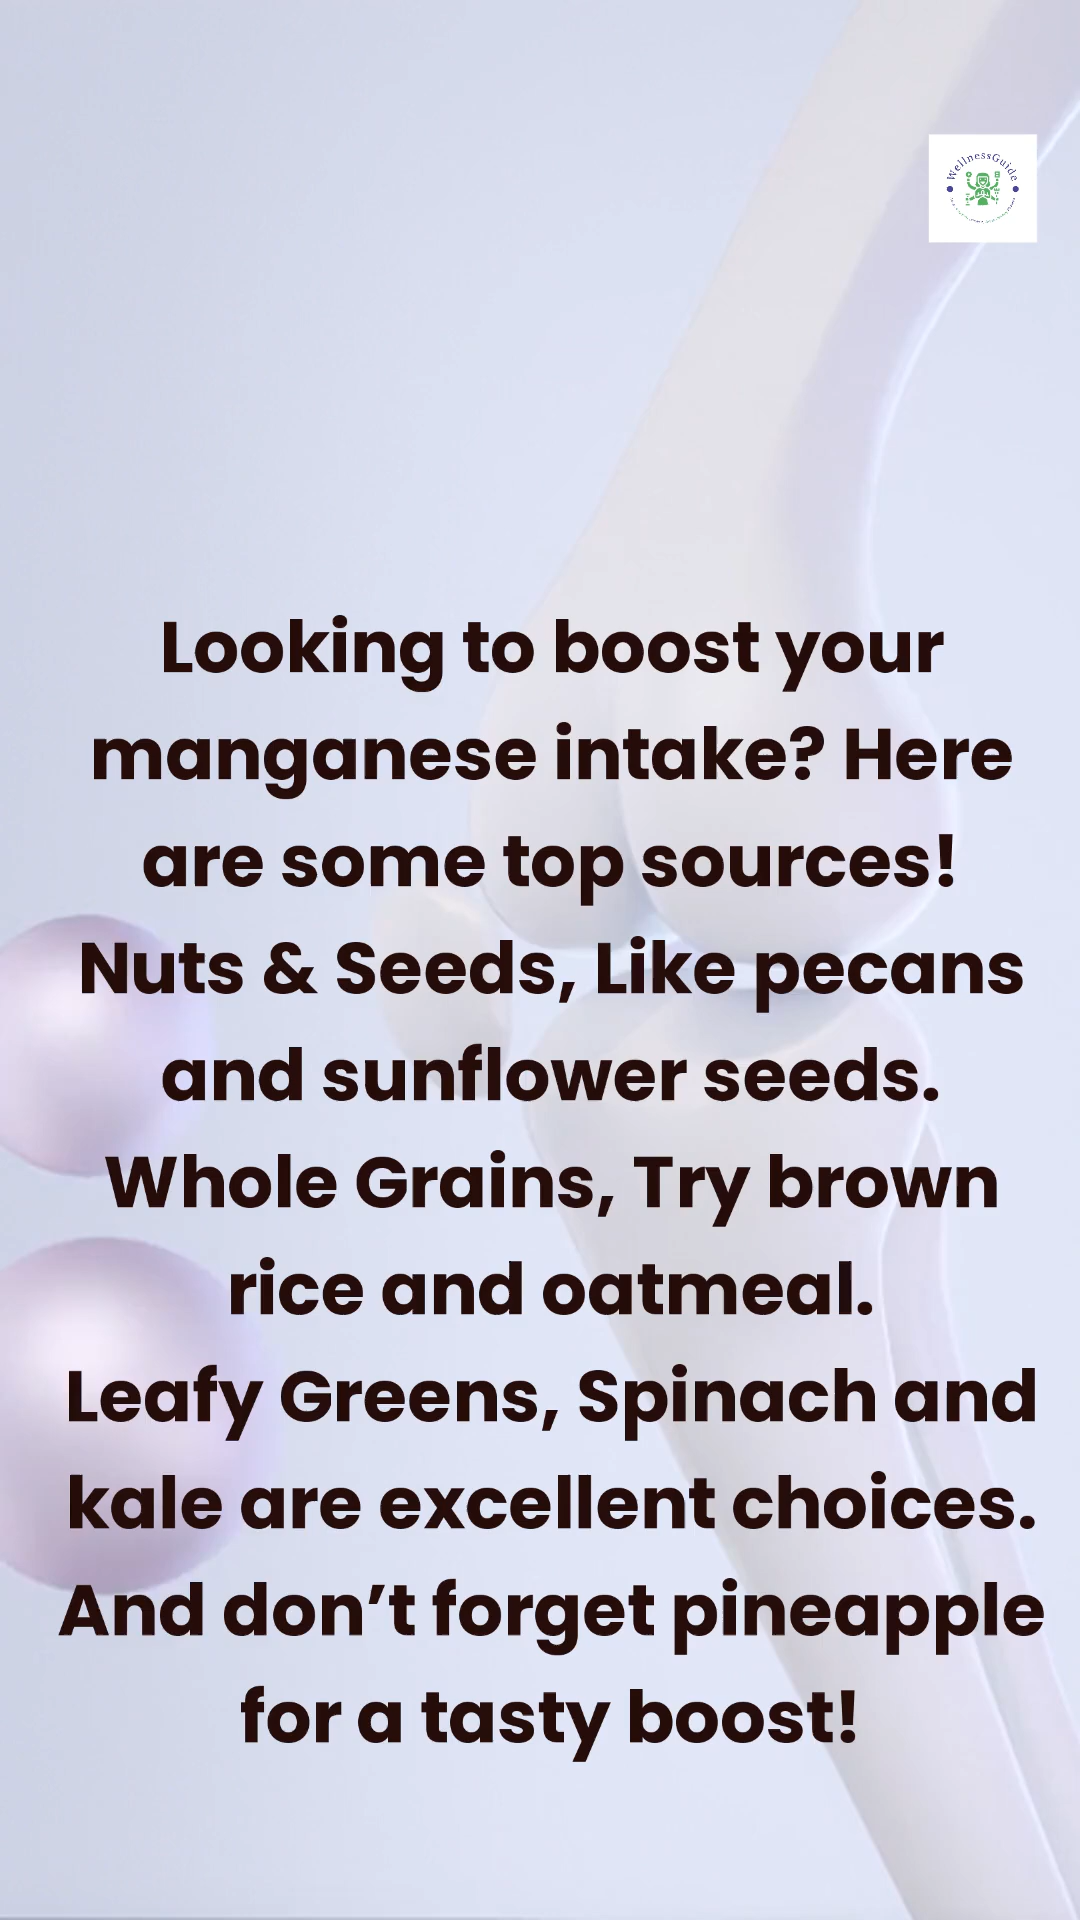 WellnessGuide
Looking to boost your
manganese intake? Here
are some top sources!
Nuts & Seeds, Like pecans
and sunflower seeds.
Whole Grains, Try brown
rice and oatmeal.
Leafy Greens, Spinach and
kale are excellent choices.
And don’t forget pineapple
for a tasty boost!